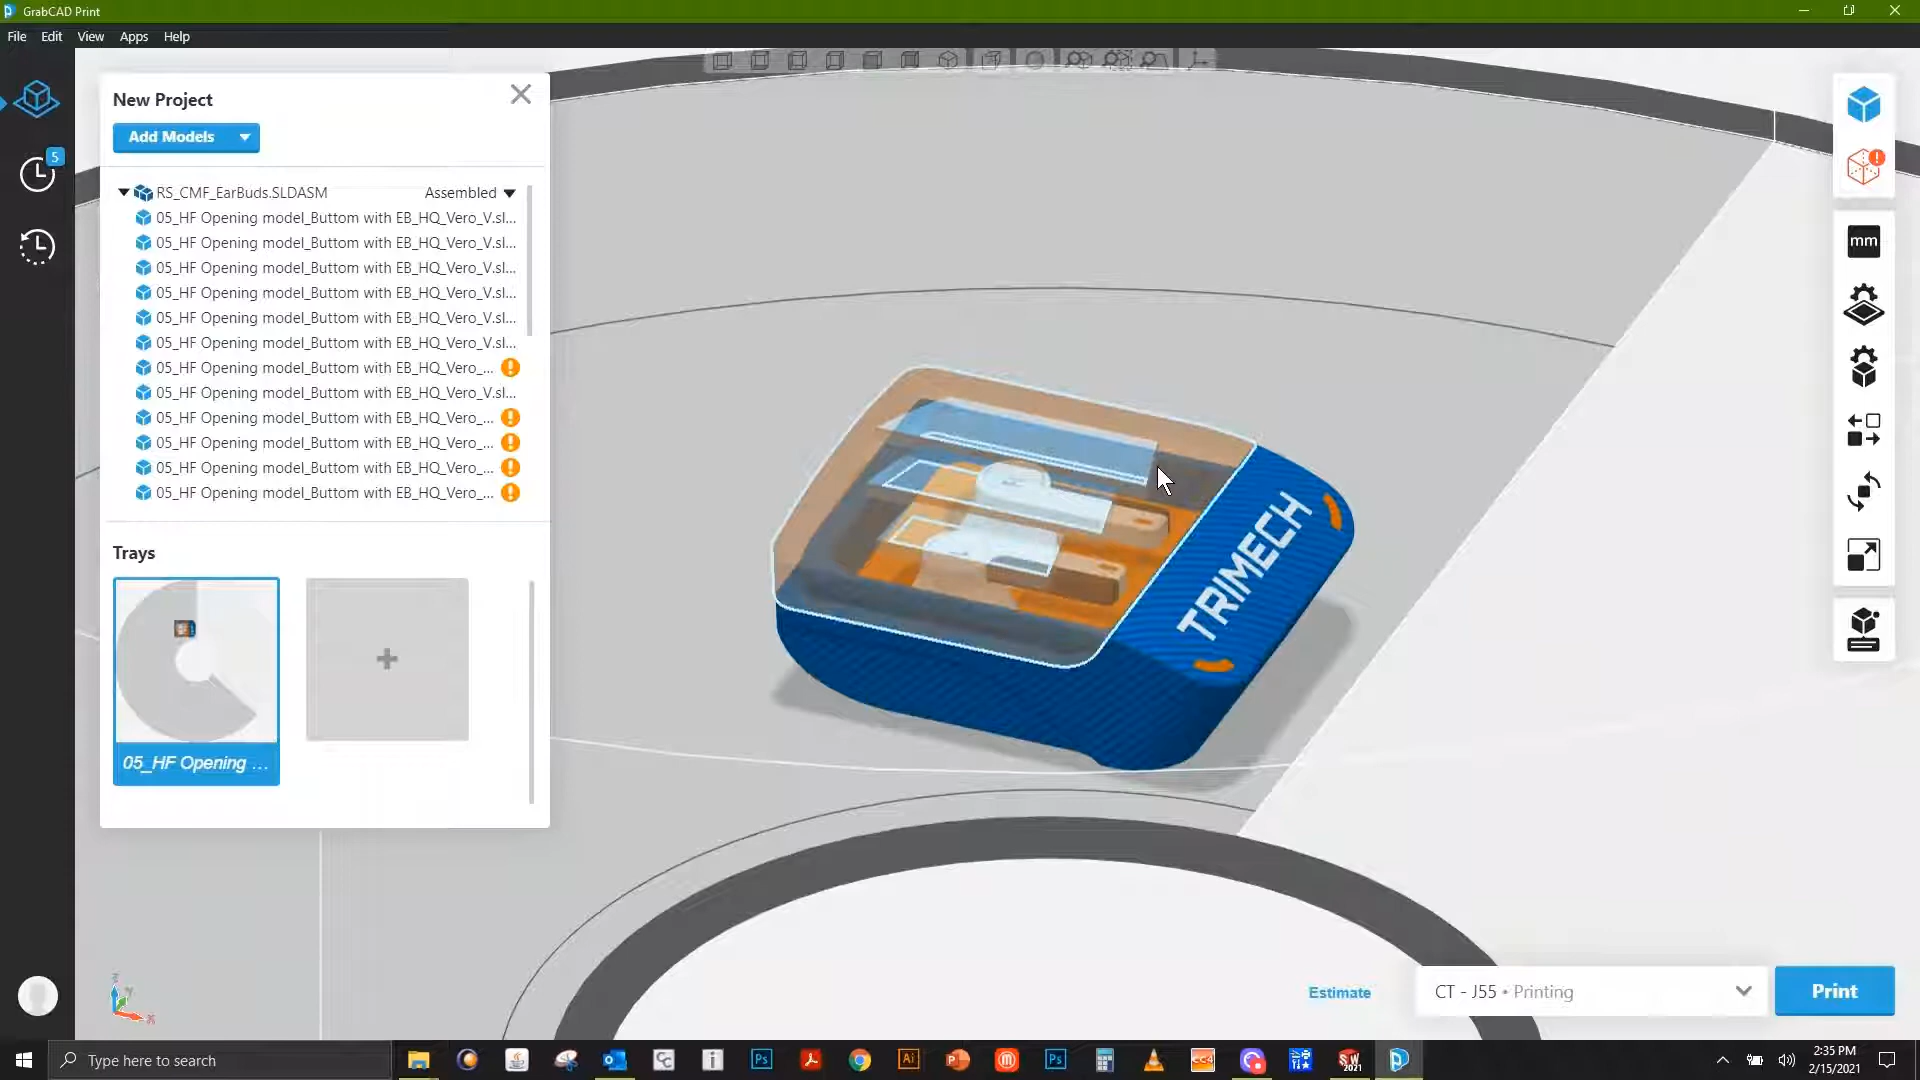 GrabCAD Print
File Edit View Apps Help
New Project
Add Models
5
RS_CMF_EarBuds.SLDASM Assembled
05_HF Opening model_Buttom with EB_HQ_Vero_V.sl...
05_HF Opening model_Buttom with EB_HQ_Vero_V.sl...
05_HF Opening model_Buttom with EB_HQ_Vero_V.sl...
05_HF Opening model_Buttom with EB_HQ_Vero_V.sl...
05_HF Opening model_Buttom with EB_HQ_Vero_V.sl...
05_HF Opening model_Buttom with EB_HQ_Vero_V.sl...
05_HF Opening model_Buttom with EB_HQ_Vero_...
05_HF Opening model_Buttom with EB_HQ_Vero_V.sl...
05_HF Opening model_Buttom with EB_HQ_Vero_...
05_HF Opening model_Buttom with EB_HQ_Vero_...
05_HF Opening model_Buttom with EB_HQ_Vero_...
05_HF Opening model_Buttom with EB_HQ_Vero_...
Trays
05_HF Opening ...
TRIMECH
mm
Z
Y
X
Estimate
CT - J55 • Printing
Print
Type here to search
2:35 PM
2/15/2021